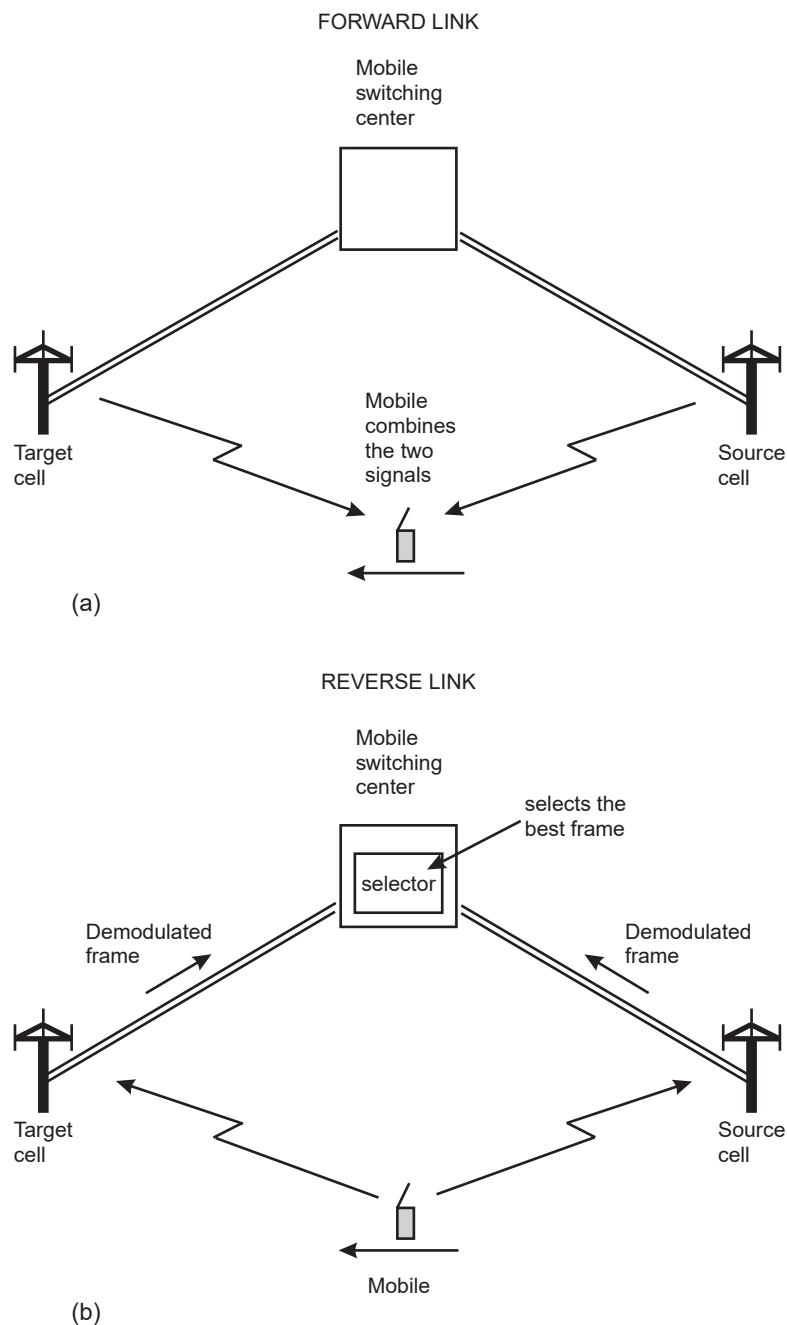 FORWARD LINK
Mobile
switching
center
Mobile
combines
the two
signals
Target
cell
Source
cell
(a)
REVERSE LINK
Mobile
switching
center
selects the
best frame
selector
Demodulated
frame
Demodulated
frame
Target
cell
Source
cell
Mobile
(b)